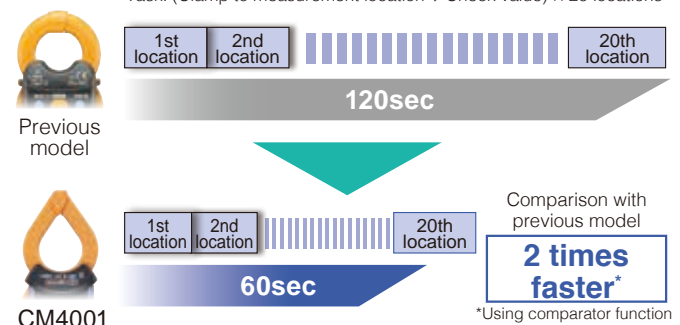 1st
location
2nd
location
20th
location
120sec
Previous
model
1st
location
2nd
location
20th
location
60sec
CM4001
Comparison with
previous model
2 times
faster*
*Using comparator function